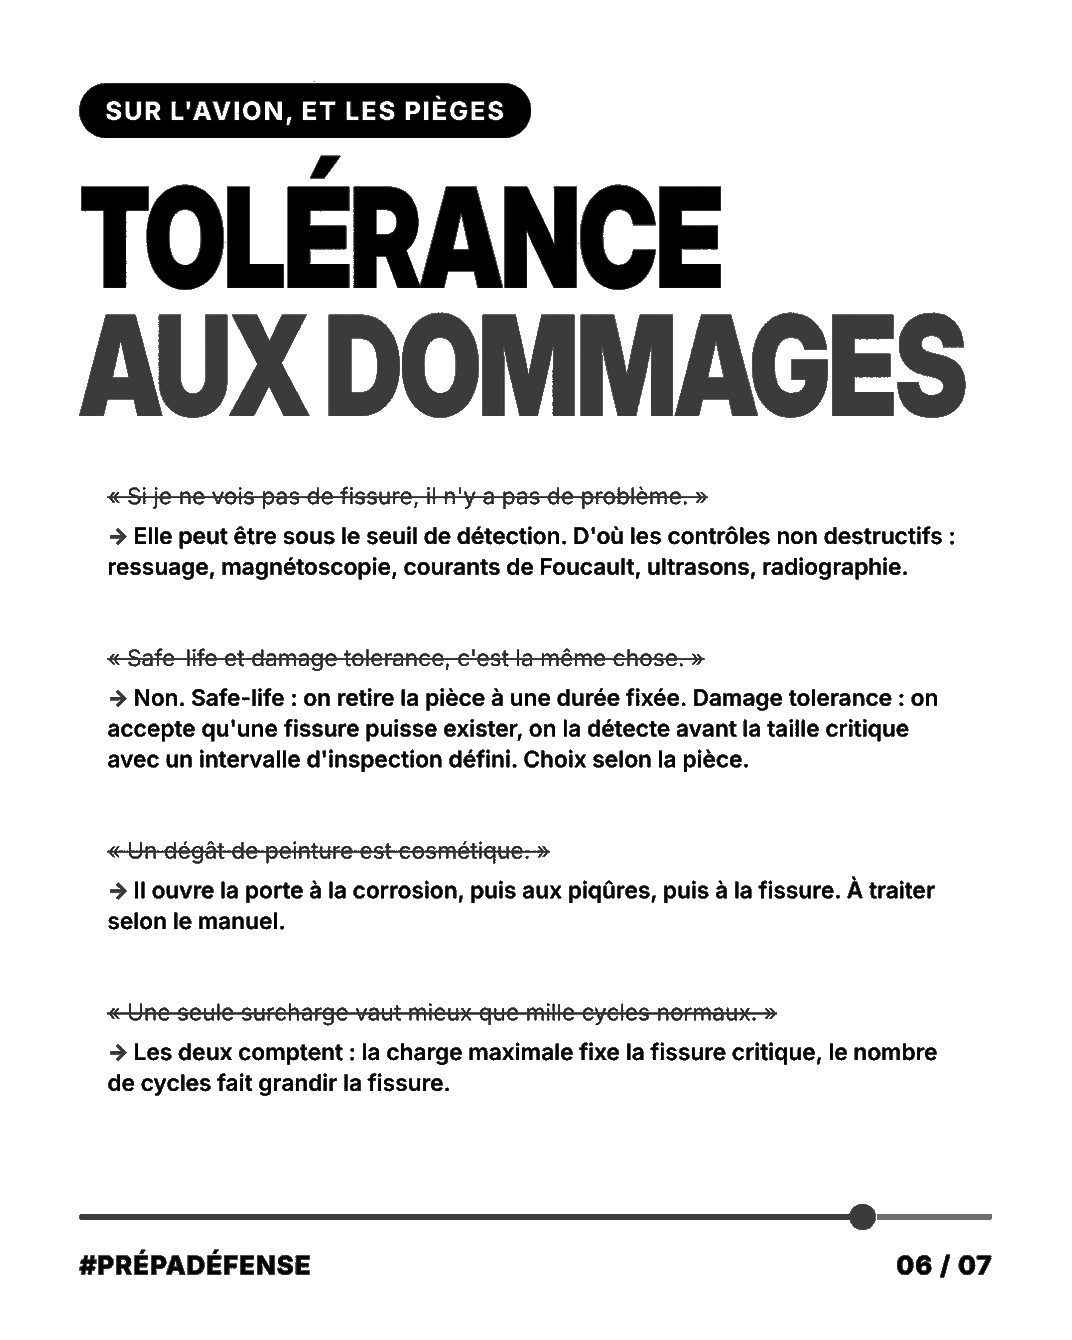 SUR L'AVION, ET LES PIÈGES
TOLÉRANCE
AUX DOMMAGES
« Si je ne vois pas de fissure, il n'y a pas de problème. »
→ Elle peut être sous le seuil de détection. D'où les contrôles non destructifs :
ressuage, magnétoscopie, courants de Foucault, ultrasons, radiographie.
« Safe-life et damage tolerance, c'est la même chose. »
→ Non. Safe-life : on retire la pièce à une durée fixée. Damage tolerance : on
accepte qu'une fissure puisse exister, on la détecte avant la taille critique
avec un intervalle d'inspection défini. Choix selon la pièce.
« Un dégât de peinture est cosmétique. »
→ Il ouvre la porte à la corrosion, puis aux piqûres, puis à la fissure. À traiter
selon le manuel.
« Une seule surcharge vaut mieux que mille cycles normaux. »
→ Les deux comptent : la charge maximale fixe la fissure critique, le nombre
de cycles fait grandir la fissure.
#PRÉPADÉFENSE
06 / 07